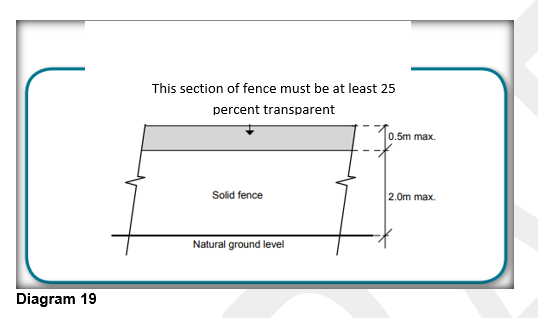 This section of fence must be at least 25
percent transparent
0.5m max.
Solid fence
2.0m max.
Natural ground level
Diagram 19